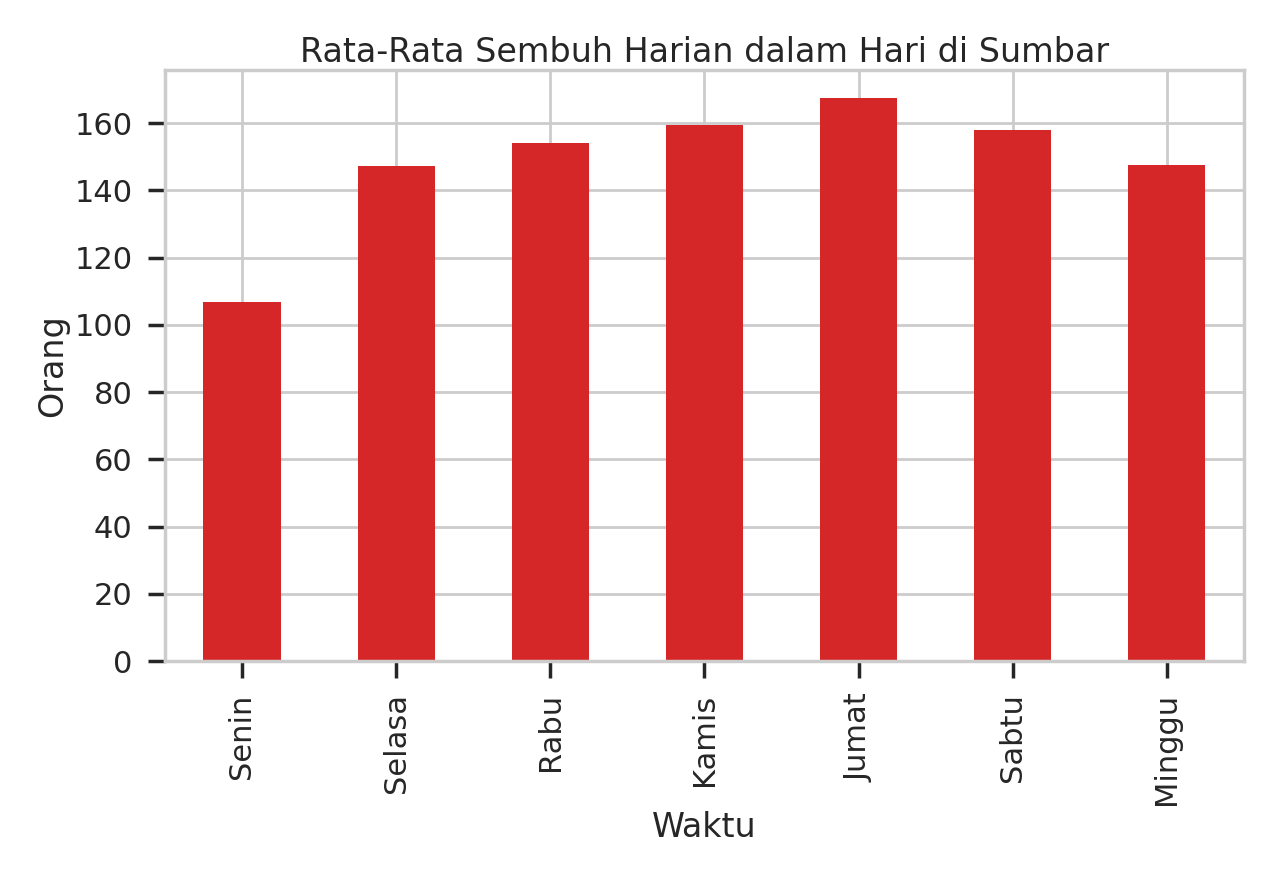 Rata-Rata Sembuh Harian dalam Hari di Sumbar
Orang
160
140
120
100
80
60
40
20
0
Senin
Selasa
Rabu
Kamis
Jumat
Sabtu
Minggu
Waktu